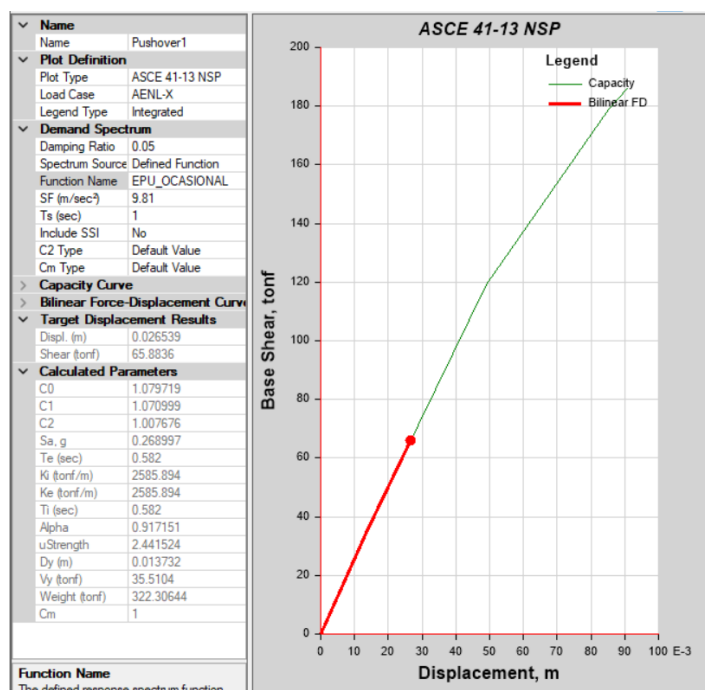 Name
Name Pushover1
Plot Definition
Plot Type ASCE 41-13 NSP
Load Case AENL-X
Legend Type Integrated
Demand Spectrum
Damping Ratio 0.05
Spectrum Source Defined Function
Function Name EPU_OCASIONAL
SF (m/sec²) 9.81
Ts (sec) 1
Include SSI No
C2 Type Default Value
Cm Type Default Value
Capacity Curve
Bilinear Force-Displacement Curve
Target Displacement Results
Displ. (m) 0.026539
Shear (tonf) 65.8836
Calculated Parameters
C0 1.079719
C1 1.070999
C2 1.007676
Sa, g 0.268997
Te (sec) 0.582
Ki (tonf/m) 2585.894
Ke (tonf/m) 2585.894
Ti (sec) 0.582
Alpha 0.917151
uStrength 2.441524
Dy (m) 0.013732
Vy (tonf) 35.5104
Weight (tonf) 322.30644
Cm 1
Function Name
The defined response spectrum function
ASCE 41-13 NSP
Legend
Capacity
Bilinear FD
Base Shear, tonf
200
180
160
140
120
100
80
60
40
20
0
0 10 20 30 40 50 60 70 80 90 100 E-3
Displacement, m